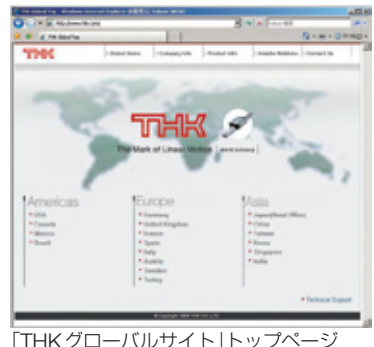 THK
Global Home
Company Info
Product Info
Investor Relations
Contact Us
THK
The Mark of Linear Motion
Americas
USA
Canada
Mexico
Brazil
Europe
Germany
United Kingdom
France
Spain
Italy
Austria
Sweden
Turkey
Asia
Japan(Head Office)
China
Taiwan
Korea
Singapore
India
Technical Support
「THKグローバルサイト」トップページ